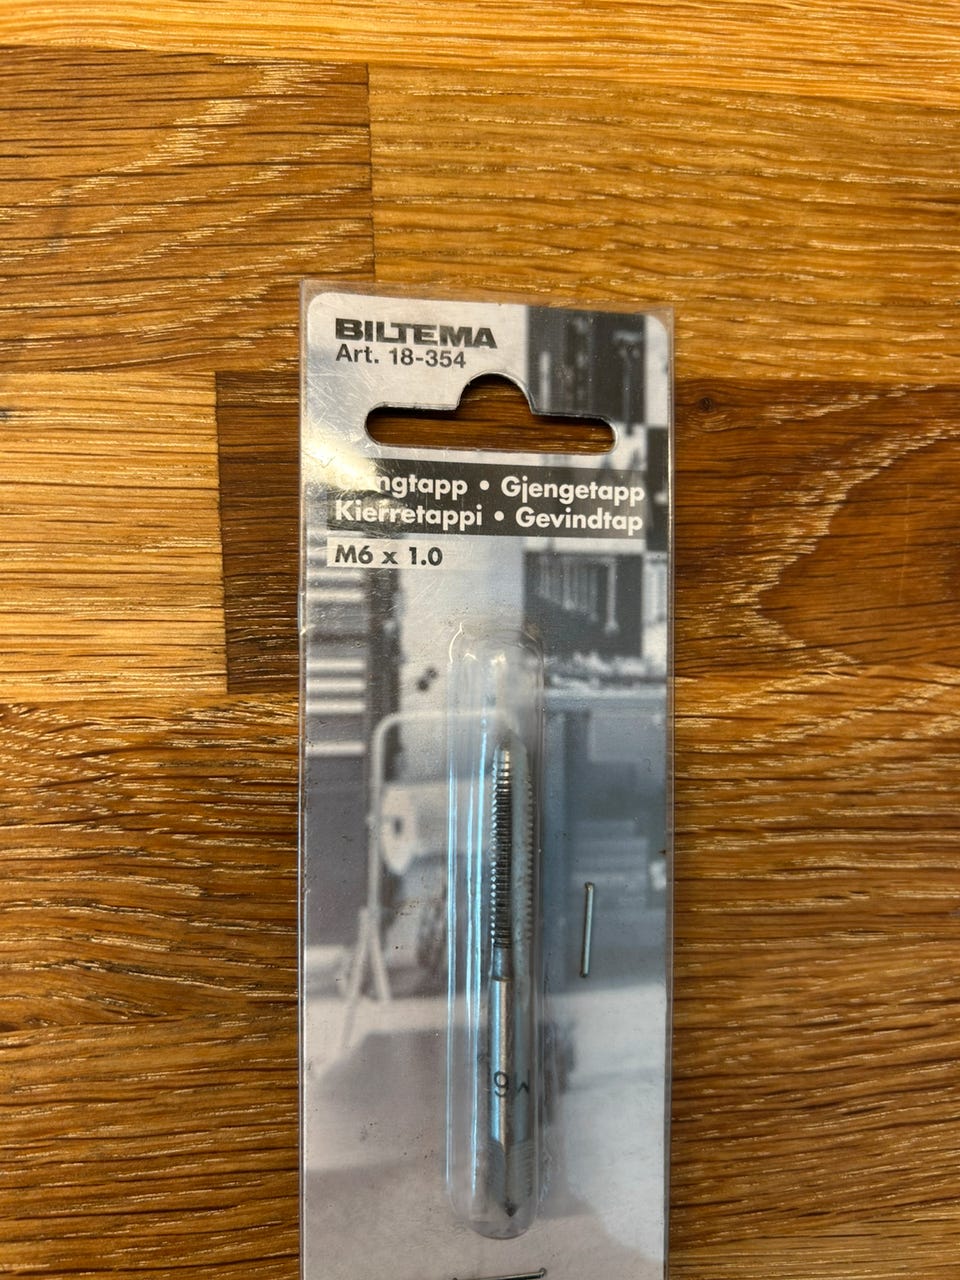 BILTEMA
Art. 18-354
• Gjengetapp
Kierretappi • Gevindtap
M6 x 1.0
M6